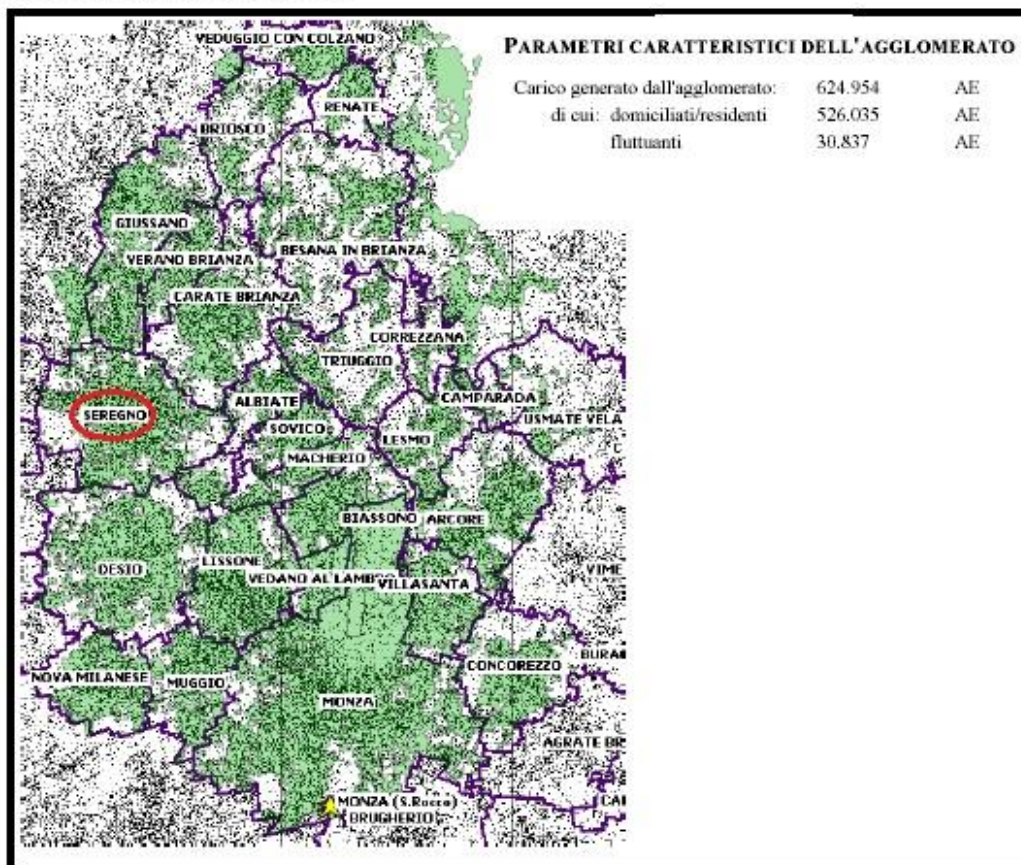 VEDUGGIO CON COLZANO
PARAMETRI CARATTERISTICI DELL'AGGLOMERATO
Carico generato dall'agglomerato: 624.954 AE
di cui: domiciliati/residenti 526.035 AE
fluttuanti 30.837 AE
RENATE
BRIOSCO
GIUSSANO
BESANA IN BRIANZA
VERANO BRIANZA
CARATE BRIANZA
CORREZZANA
TRIUGGIO
CAMPARADA
ALBIATE
SEREGNO
USMATE VELA
SOVICO
LESMO
MACHERIO
BIASSONO
ARCORE
LISSONE
DESIO
VEDANO AL LAMBRO
VILLASANTA
VIME
BURA
CONCOREZZO
NOVA MILANESE
MUGGIO
MONZA
AGRATE BR
MONZA (S.Rocco)
BRUGHERIO